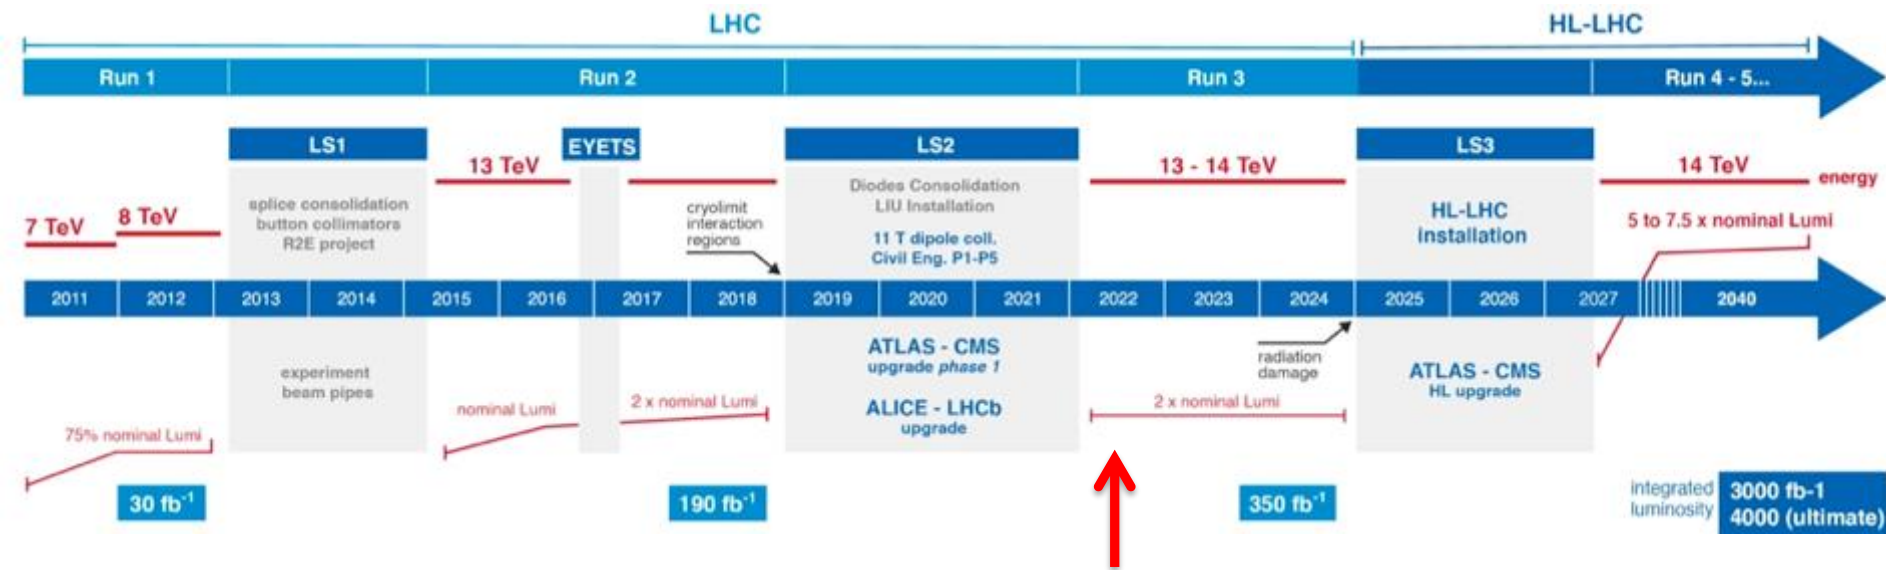 LHC
HL-LHC
Run 1
Run 2
Run 3
Run 4 - 5...
LS1
EYETS
LS2
LS3
13 TeV
13 - 14 TeV
14 TeV
energy
7 TeV
8 TeV
splice consolidation
button collimators
R2E project
cryolimit
interaction
regions
Diodes Consolidation
LIU Installation
11 T dipole coll.
Civil Eng. P1-P5
HL-LHC
installation
5 to 7.5 x nominal Lumi
2011
2012
2013
2014
2015
2016
2017
2018
2019
2020
2021
2022
2023
2024
2025
2026
2027
2040
experiment
beam pipes
ATLAS - CMS
upgrade phase 1
ALICE - LHCb
upgrade
radiation
damage
ATLAS - CMS
HL upgrade
75% nominal Lumi
nominal Lumi
2 x nominal Lumi
2 x nominal Lumi
30 fb⁻¹
190 fb⁻¹
350 fb⁻¹
integrated
luminosity
3000 fb-1
4000 (ultimate)